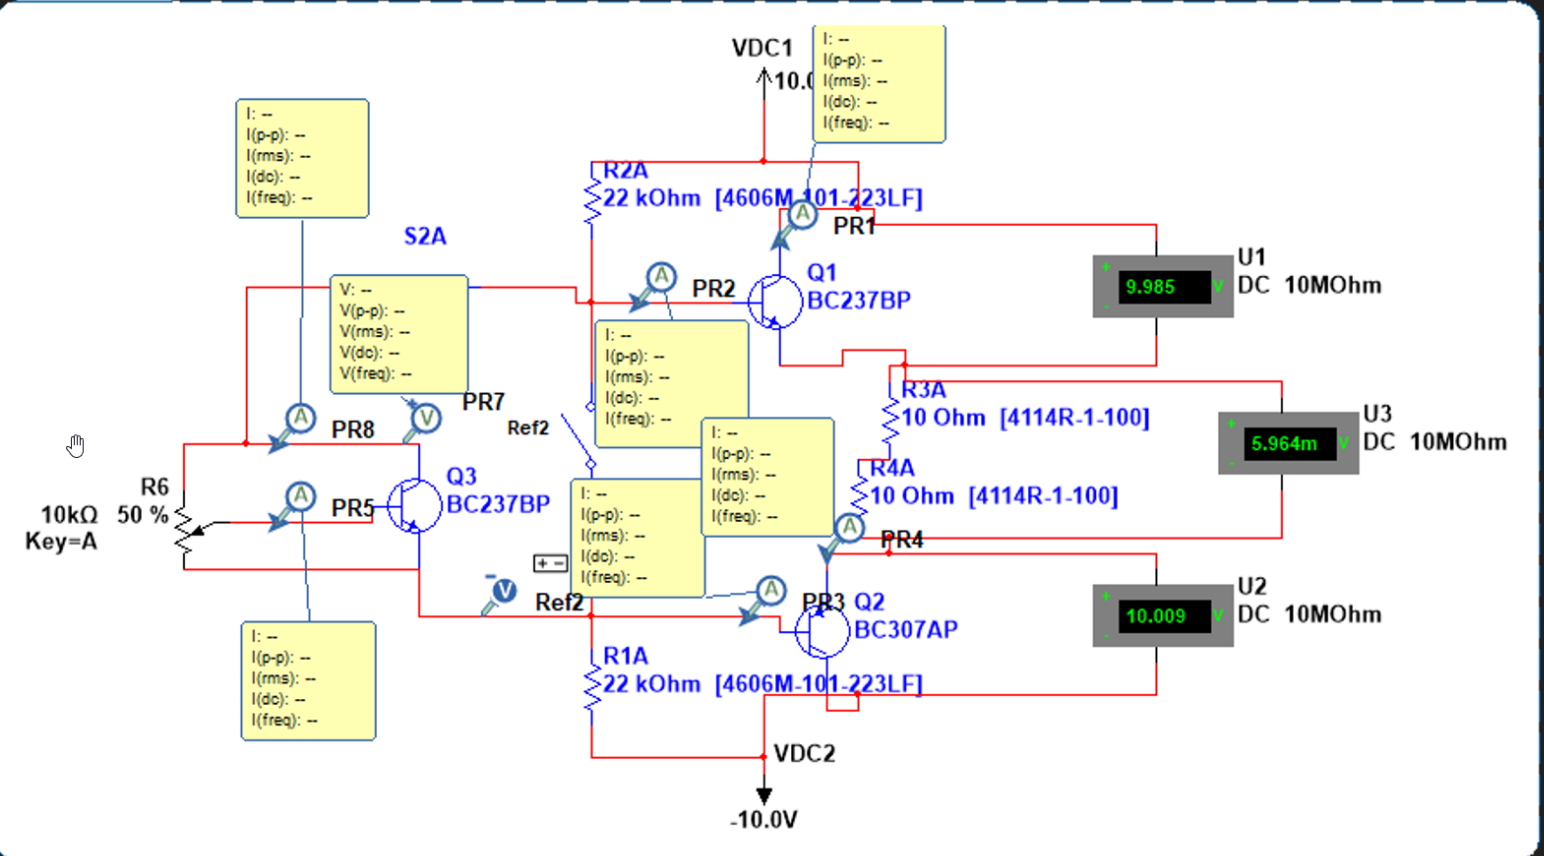 VDC1
10.0
I: --
I(p-p): --
I(rms): --
I(dc): --
I(freq): --
I: --
I(p-p): --
I(rms): --
I(dc): --
I(freq): --
R2A
22 kOhm [4606M-101-223LF]
PR1
S2A
U1
DC 10MOhm
9.985 V
+
-
Q1
BC237BP
PR2
V: --
V(p-p): --
V(rms): --
V(dc): --
V(freq): --
I: --
I(p-p): --
I(rms): --
I(dc): --
I(freq): --
PR7
PR8
Ref2
R3A
10 Ohm [4114R-1-100]
U3
DC 10MOhm
5.964m V
+
-
I: --
I(p-p): --
I(rms): --
I(dc): --
I(freq): --
R4A
10 Ohm [4114R-1-100]
Q3
BC237BP
R6
10kΩ 50 %
Key=A
PR5
I: --
I(p-p): --
I(rms): --
I(dc): --
I(freq): --
PR4
+ -
Ref2
PR3
Q2
BC307AP
U2
DC 10MOhm
10.009 V
+
-
I: --
I(p-p): --
I(rms): --
I(dc): --
I(freq): --
R1A
22 kOhm [4606M-101-223LF]
VDC2
-10.0V
A
A
A
V
A
A
V
A